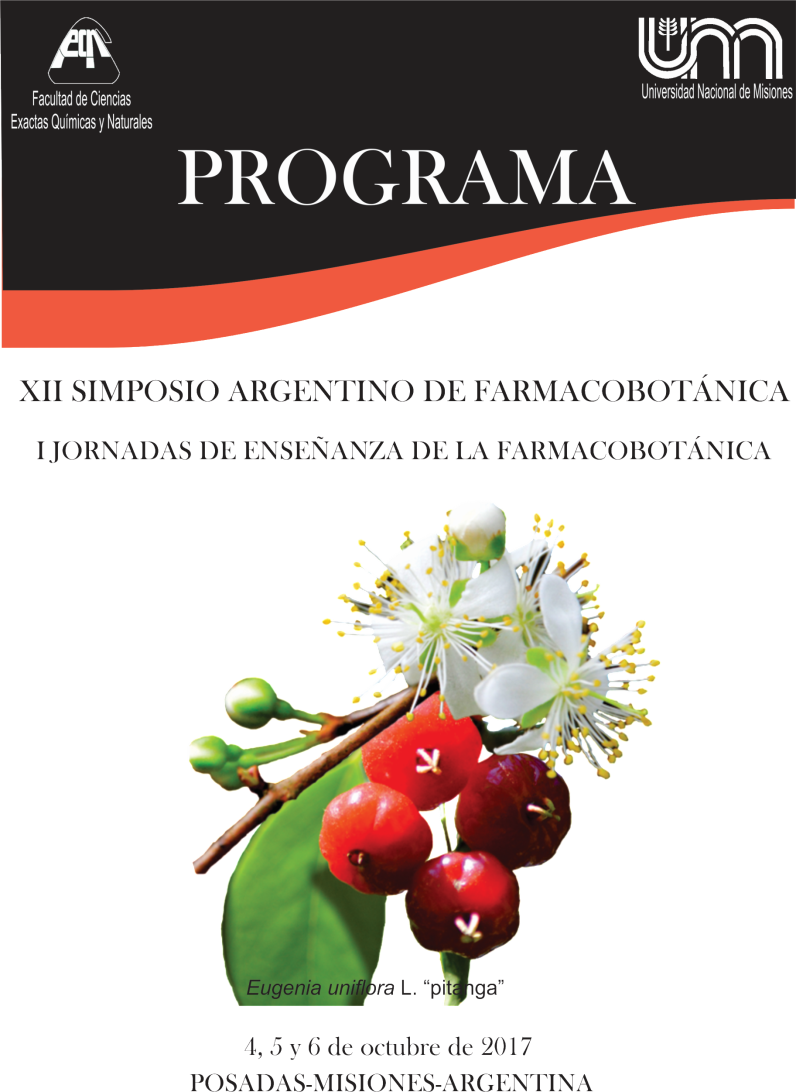 Facultad de Ciencias
Exactas Químicas y Naturales
Universidad Nacional de Misiones
PROGRAMA
XII SIMPOSIO ARGENTINO DE FARMACOBOTÁNICA
I JORNADAS DE ENSEÑANZA DE LA FARMACOBOTÁNICA
Eugenia uniflora L. “pitanga”
4, 5 y 6 de octubre de 2017
POSADAS-MISIONES-ARGENTINA